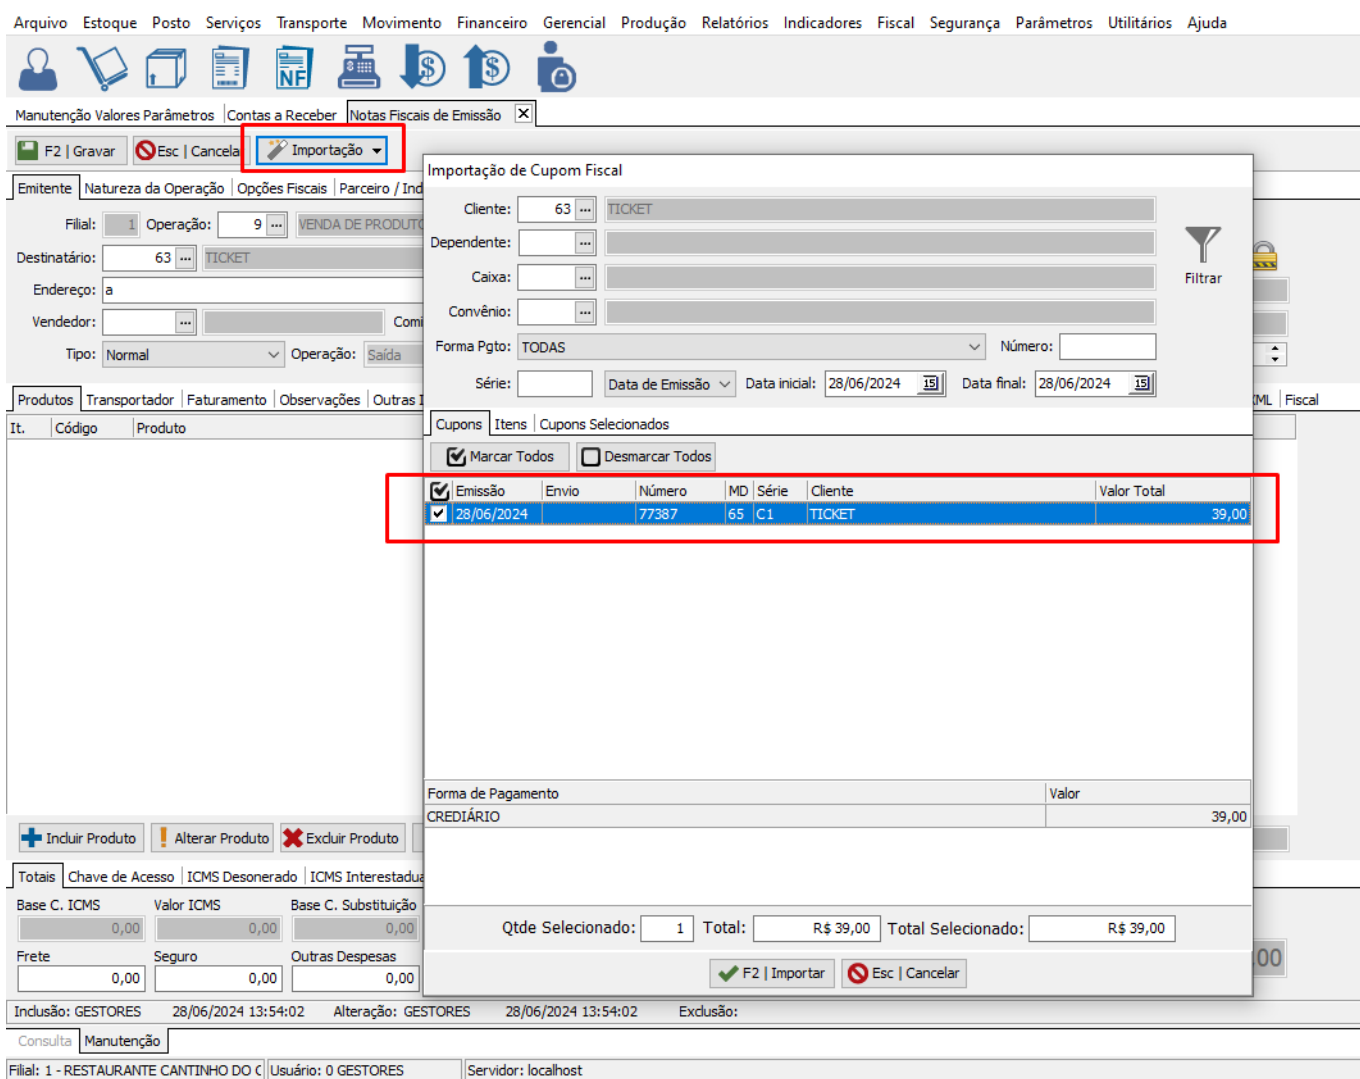 Arquivo Estoque Posto Serviços Transporte Movimento Financeiro Gerencial Produção Relatórios Indicadores Fiscal Segurança Parâmetros Utilitários Ajuda
NF
Manutenção Valores Parâmetros Contas a Receber Notas Fiscais de Emissão X
F2 | Gravar Esc | Cancela Importação
Emitente Natureza da Operação Opções Fiscais Parceiro / Ind
Filial: 1 Operação: 9 ... VENDA DE PRODUTO
Destinatário: 63 ... TICKET
Endereço: a
Vendedor: ... Comi
Tipo: Normal Operação: Saída
Produtos Transportador Faturamento Observações Outras XML Fiscal
It. Código Produto
Importação de Cupom Fiscal
Cliente: 63 ... TICKET
Dependente: ...
Caixa: ...
Convênio: ...
Filtrar
Forma Pgto: TODAS Número:
Série: Data de Emissão Data inicial: 28/06/2024 15 Data final: 28/06/2024 15
Cupons Itens Cupons Selecionados
Marcar Todos Desmarcar Todos
Emissão Envio Número MD Série Cliente Valor Total
28/06/2024 77387 65 C1 TICKET 39,00
Forma de Pagamento Valor
CREDIÁRIO 39,00
Qtde Selecionado: 1 Total: R$ 39,00 Total Selecionado: R$ 39,00
F2 | Importar Esc | Cancelar
Incluir Produto Alterar Produto Excluir Produto
Totais Chave de Acesso ICMS Desonerado ICMS Interestadua
Base C. ICMS Valor ICMS Base C. Substituição
0,00 0,00 0,00
Frete Seguro Outras Despesas
0,00 0,00 0,00 00
Inclusão: GESTORES 28/06/2024 13:54:02 Alteração: GESTORES 28/06/2024 13:54:02 Exclusão:
Consulta Manutenção
Filial: 1 - RESTAURANTE CANTINHO DO C Usuário: 0 GESTORES Servidor: localhost